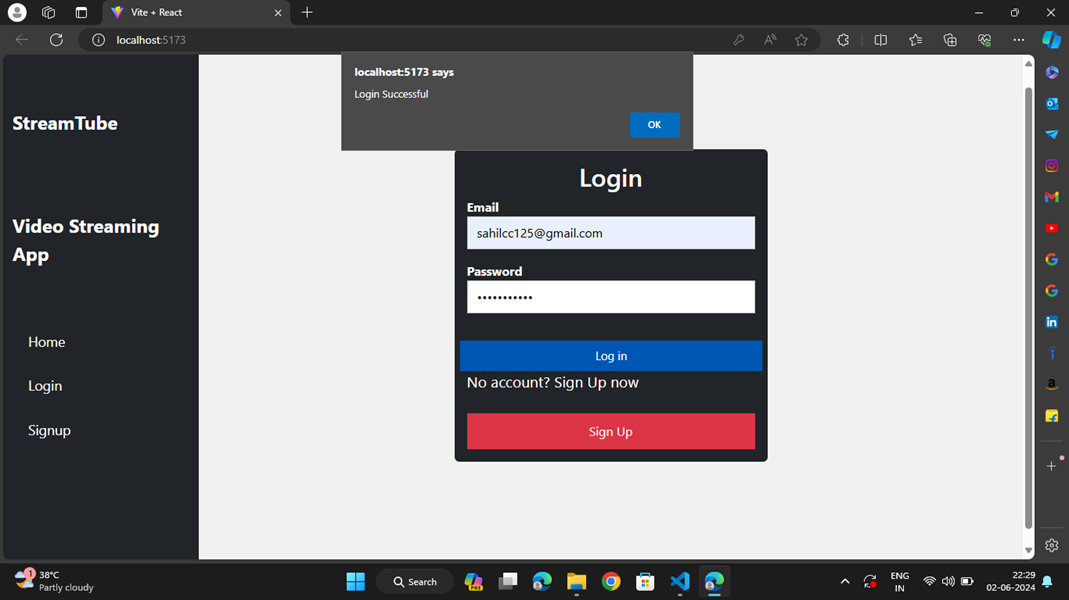 Vite + React
localhost:5173
localhost:5173 says
Login Successful
OK
StreamTube
Video Streaming
App
Home
Login
Signup
Login
Email
sahilcc125@gmail.com
Password
•••••••••••
Log in
No account? Sign Up now
Sign Up
1
38°C
Partly cloudy
Search
ENG
IN
22:29
02-06-2024